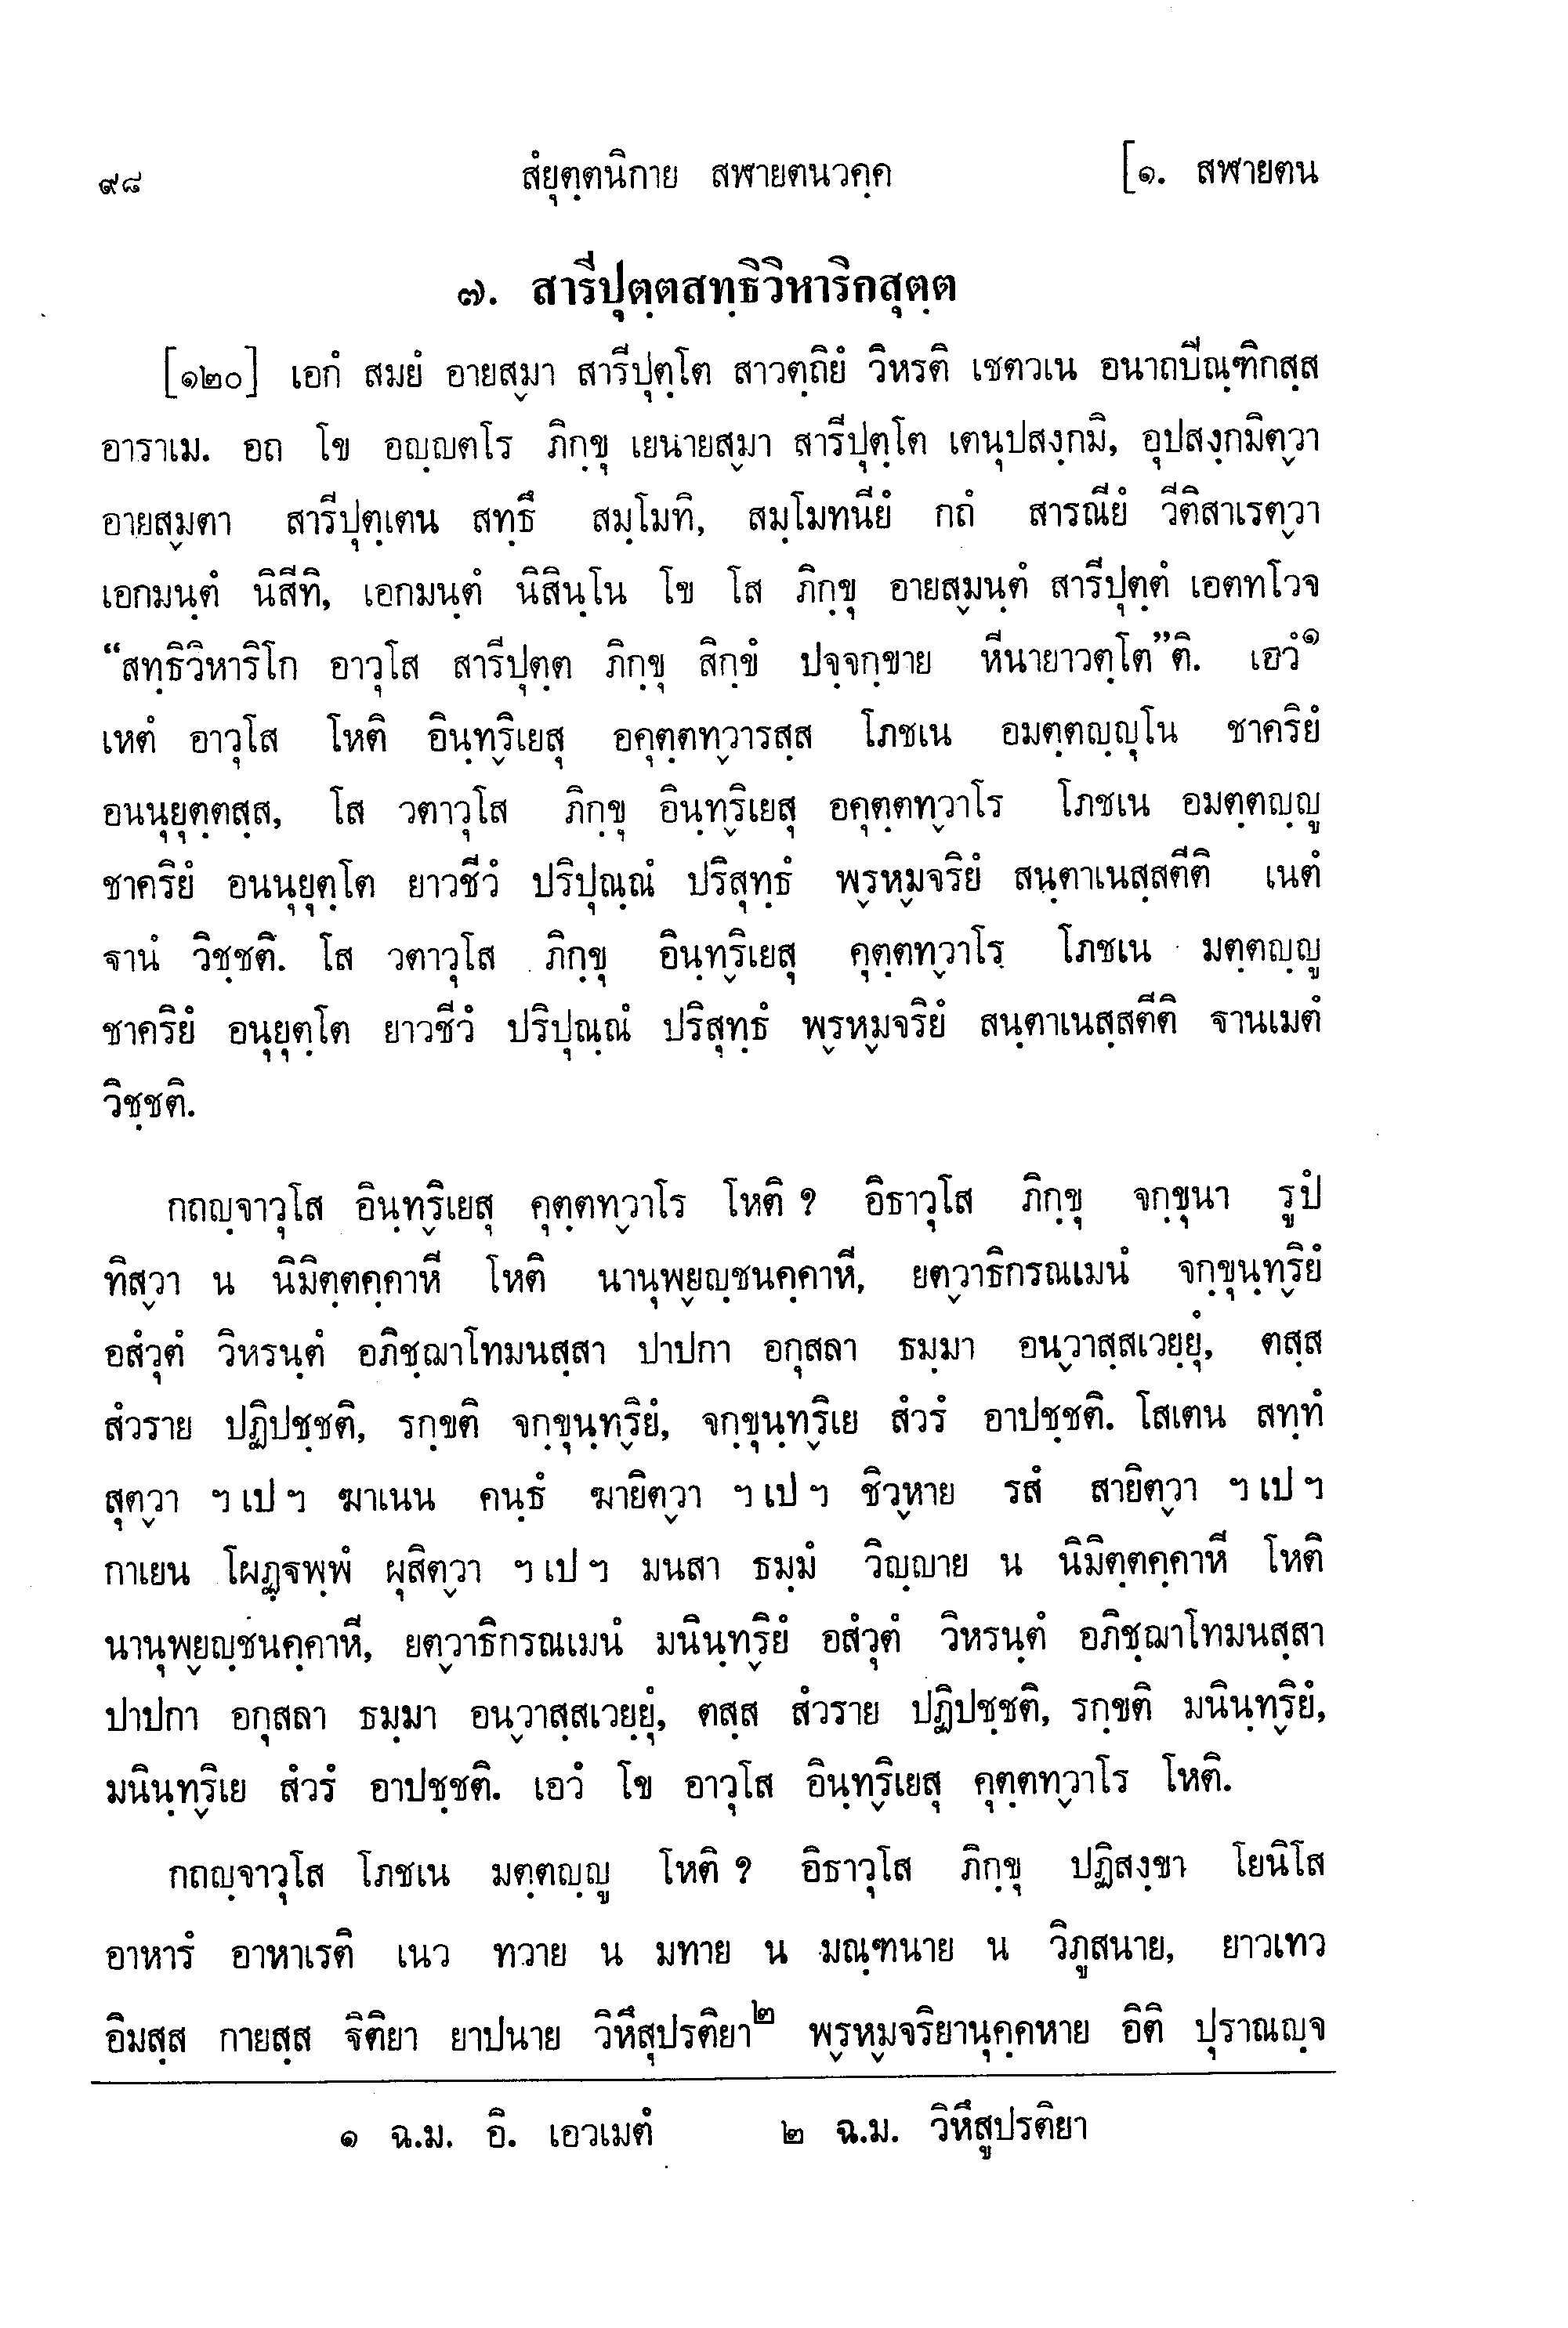 ๙๘ สํยุตฺตนิกาย สฬายตนวคฺค [๑. สฬายตน
๗. สารีปุตฺตสทฺธิวิหาริกสุตฺต
[๑๒๐] เอกํ สมยํ อายสฺมา สารีปุตฺโต สาวตฺถิยํ วิหรติ เชตวเน อนาถปิณฺฑิกสฺส
อาราเม. อถ โข อญฺญตโร ภิกฺขุ เยนายสฺมา สารีปุตฺโต เตนุปสงฺกมิ, อุปสงฺกมิตฺวา
อายสฺมตา สารีปุตฺเตน สทฺธึ สมฺโมทิ, สมฺโมทนียํ กถํ สารณียํ วีติสาเรตฺวา
เอกมนฺตํ นิสีทิ, เอกมนฺตํ นิสินฺโน โข โส ภิกฺขุ อายสฺมนฺตํ สารีปุตฺตํ เอตทโวจ
“สทฺธิวิหาริโก อาวุโส สารีปุตฺต ภิกฺขุ สิกฺขํ ปจฺจกฺขาย หีนายาวตฺโต”ติ. เอวํ๑
เหตํ อาวุโส โหติ อินฺทฺริเยสุ อคุตฺตทฺวารสฺส โภชเน อมตฺตญฺญุโน ชาคริยํ
อนนุยุตฺตสฺส, โส วตาวุโส ภิกฺขุ อินฺทฺริเยสุ อคุตฺตทฺวาโร โภชเน อมตฺตญฺญู
ชาคริยํ อนนุยุตฺโต ยาวชีวํ ปริปุณฺณํ ปริสุทฺธํ พฺรหฺมจริยํ สนฺตาเนสฺสตีติ เนตํ
ฐานํ วิชฺชติ. โส วตาวุโส ภิกฺขุ อินฺทฺริเยสุ คุตฺตทฺวาโร โภชเน มตฺตญฺญู
ชาคริยํ อนุยุตฺโต ยาวชีวํ ปริปุณฺณํ ปริสุทฺธํ พฺรหฺมจริยํ สนฺตาเนสฺสตีติ ฐานเมตํ
วิชฺชติ.
กถญฺจาวุโส อินฺทฺริเยสุ คุตฺตทฺวาโร โหติ ? อิธาวุโส ภิกฺขุ จกฺขุนา รูปํ
ทิสฺวา น นิมิตฺตคฺคาหี โหติ นานุพฺยญฺชนคฺคาหี, ยตฺวาธิกรณเมนํ จกฺขุนฺทฺริยํ
อสํวุตํ วิหรนฺตํ อภิชฺฌาโทมนสฺสา ปาปกา อกุสลา ธมฺมา อนฺวาสฺสเวยฺยุํ, ตสฺส
สํวราย ปฏิปชฺชติ, รกฺขติ จกฺขุนฺทฺริยํ, จกฺขุนฺทฺริเย สํวรํ อาปชฺชติ. โสเตน สทฺทํ
สุตฺวา ฯ เป ฯ ฆาเนน คนฺธํ ฆายิตฺวา ฯ เป ฯ ชิวฺหาย รสํ สายิตฺวา ฯ เป ฯ
กาเยน โผฏฺฐพฺพํ ผุสิตฺวา ฯ เป ฯ มนสา ธมฺมํ วิญฺญาย น นิมิตฺตคฺคาหี โหติ
นานุพฺยญฺชนคฺคาหี, ยตฺวาธิกรณเมนํ มนินฺทฺริยํ อสํวุตํ วิหรนฺตํ อภิชฺฌาโทมนสฺสา
ปาปกา อกุสลา ธมฺมา อนฺวาสฺสเวยฺยุํ, ตสฺส สํวราย ปฏิปชฺชติ, รกฺขติ มนินฺทฺริยํ,
มนินฺทฺริเย สํวรํ อาปชฺชติ. เอวํ โข อาวุโส อินฺทฺริเยสุ คุตฺตทฺวาโร โหติ.
กถญฺจาวุโส โภชเน มตฺตญฺญู โหติ ? อิธาวุโส ภิกฺขุ ปฏิสงฺขา โยนิโส
อาหารํ อาหาเรติ เนว ทวาย น มทาย น มณฺฑนาย น วิภูสนาย, ยาวเทว
อิมสฺส กายสฺส ฐิติยา ยาปนาย วิหึสุปรติยา๒ พฺรหฺมจริยานุคฺคหาย อิติ ปุราณญฺจ
๑ ฉ.ม. อิ. เอวเมตํ ๒ ฉ.ม. วิหึสูปรติยา